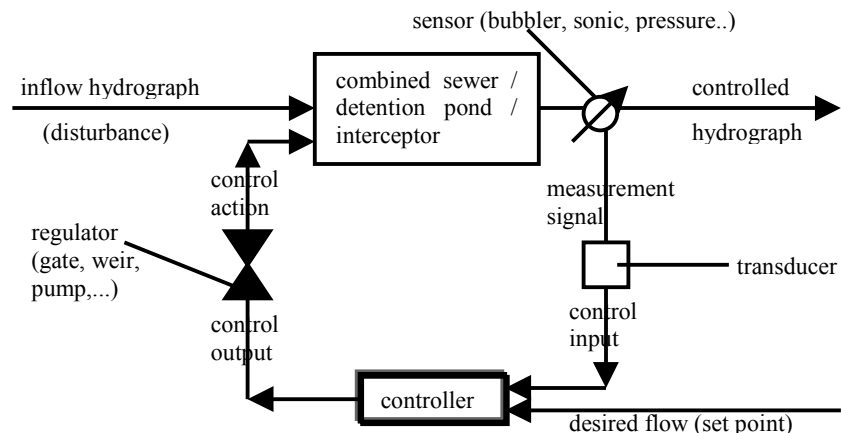 sensor (bubbler, sonic, pressure..)
inflow hydrograph
(disturbance)
combined sewer /
detention pond /
interceptor
controlled
hydrograph
control
action
measurement
signal
regulator
(gate, weir,
pump,...)
transducer
control
output
control
input
controller
desired flow (set point)